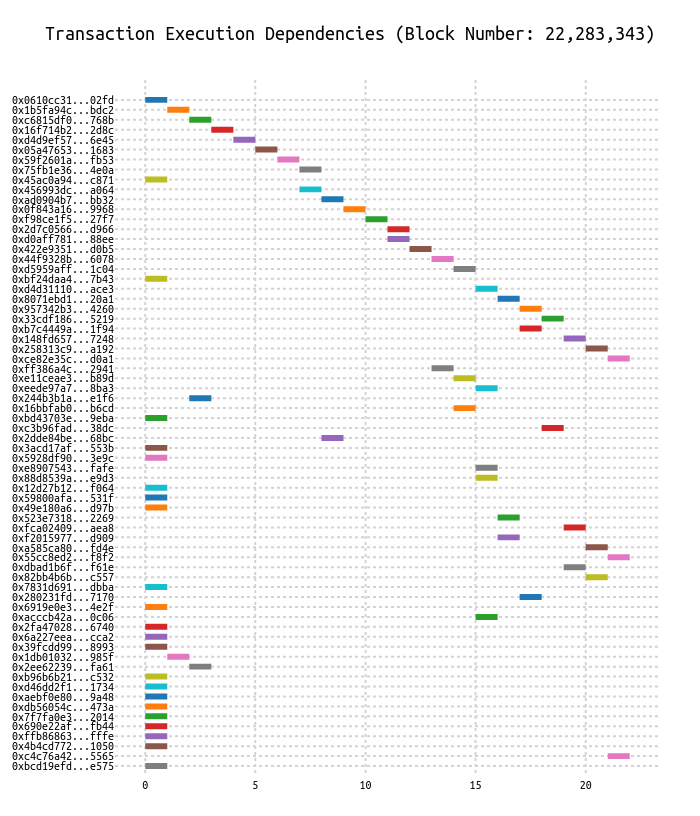 Transaction Execution Dependencies (Block Number: 22,283,343)
0x0610cc31...02fd
0x1b5fa94c...bdc2
0xc6815df0...768b
0x16f714b2...2d8c
0xd4d9ef57...6e45
0x05a47653...1683
0x59f2601a...fb53
0x75fb1e36...4e0a
0x45ac0a94...c871
0x456993dc...a064
0xad0904b7...bb32
0x0f843a16...9968
0xf98ce1f5...27f7
0x2d7c0566...d966
0xd0aff781...88ee
0x422e9351...d0b5
0x44f9328b...6078
0xd5959aff...1c04
0xbf24daa4...7b43
0xd4d31110...ace3
0x8071ebd1...20a1
0x957342b3...4260
0x33cdf186...5219
0xb7c4449a...1f94
0x148fd657...7248
0x258313c9...a192
0xce82e35c...d0a1
0xff386a4c...2941
0xe11ceae3...b89d
0xeede97a7...8ba3
0x244b3b1a...e1f6
0x16bbfab0...b6cd
0xbd43703e...9eba
0xc3b96fad...38dc
0x2dde84be...68bc
0x3acd17af...553b
0x5928df90...3e9c
0xe8907543...fafe
0x88d8539a...e9d3
0x12d27b12...f064
0x59800afa...531f
0x49e180a6...d97b
0x523e7318...2269
0xfca02409...aea8
0xf2015977...d909
0xa585ca80...fd4e
0x55cc8ed2...f8f2
0xdbad1b6f...f61e
0x82bb4b6b...c557
0x7831d691...dbba
0x280231fd...7170
0x6919e0e3...4e2f
0xacccb42a...0c06
0x2fa47028...6740
0x6a227eea...cca2
0x39fcdd99...8993
0x1db01032...985f
0x2ee62239...fa61
0xb96b6b21...c532
0xd46dd2f1...1734
0xaebf0e80...9a48
0xdb56054c...473a
0x7f7fa0e3...2014
0x690e22af...fb44
0xffb86863...fffe
0x4b4cd772...1050
0xc4c76a42...5565
0xbcd19efd...e575
0 5 10 15 20